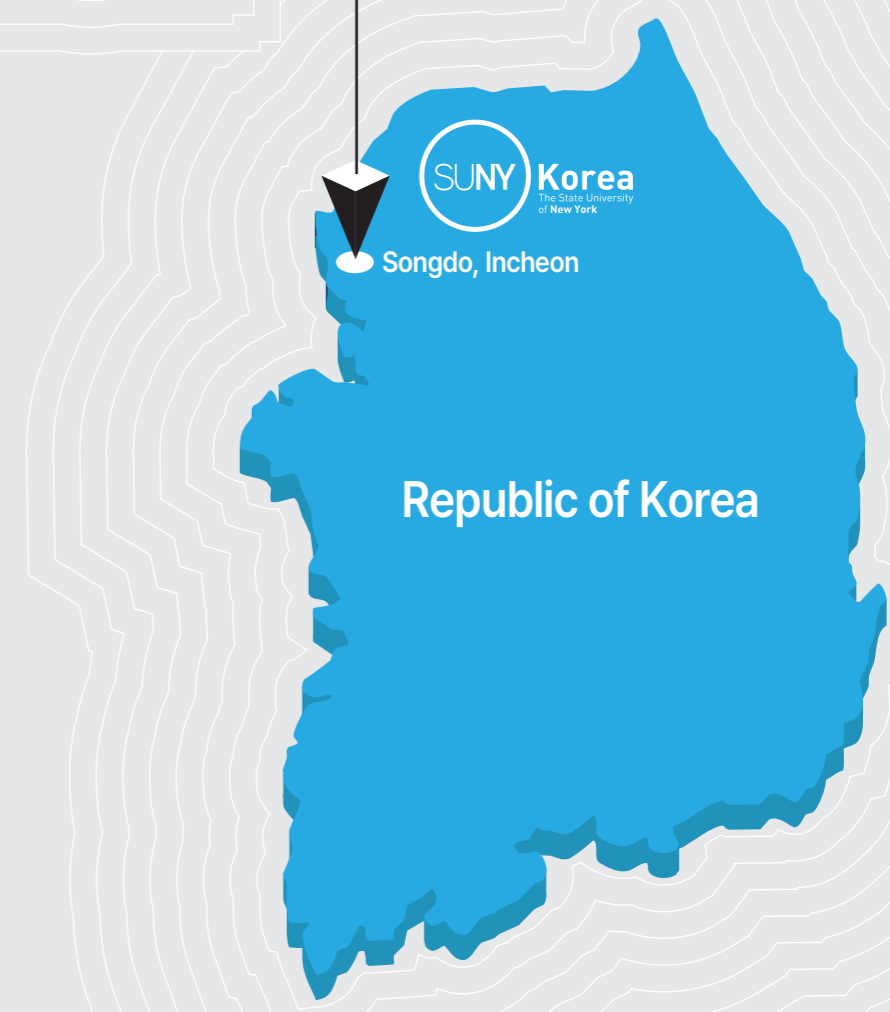 SUNY Korea
The State University
of New York
Songdo, Incheon
Republic of Korea